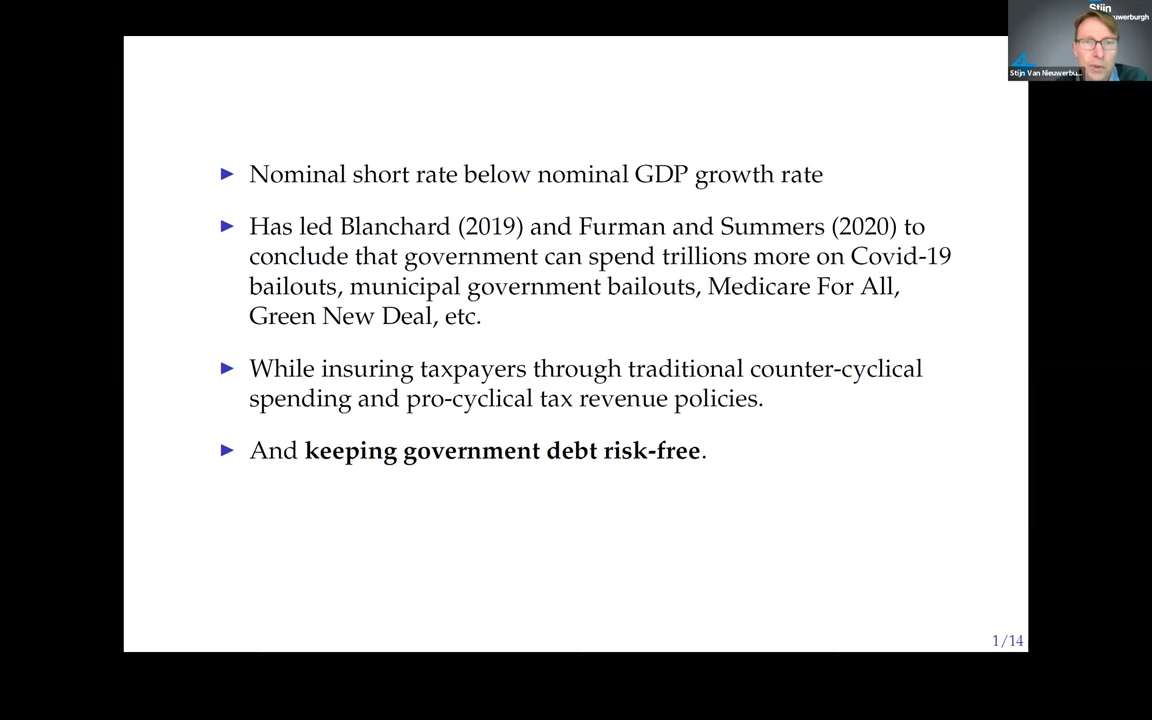 Stijn
uwerburgh
Stijn Van Nieuwerbu...
▶ Nominal short rate below nominal GDP growth rate
▶ Has led Blanchard (2019) and Furman and Summers (2020) to
conclude that government can spend trillions more on Covid-19
bailouts, municipal government bailouts, Medicare For All,
Green New Deal, etc.
▶ While insuring taxpayers through traditional counter-cyclical
spending and pro-cyclical tax revenue policies.
▶ And keeping government debt risk-free.
1/14